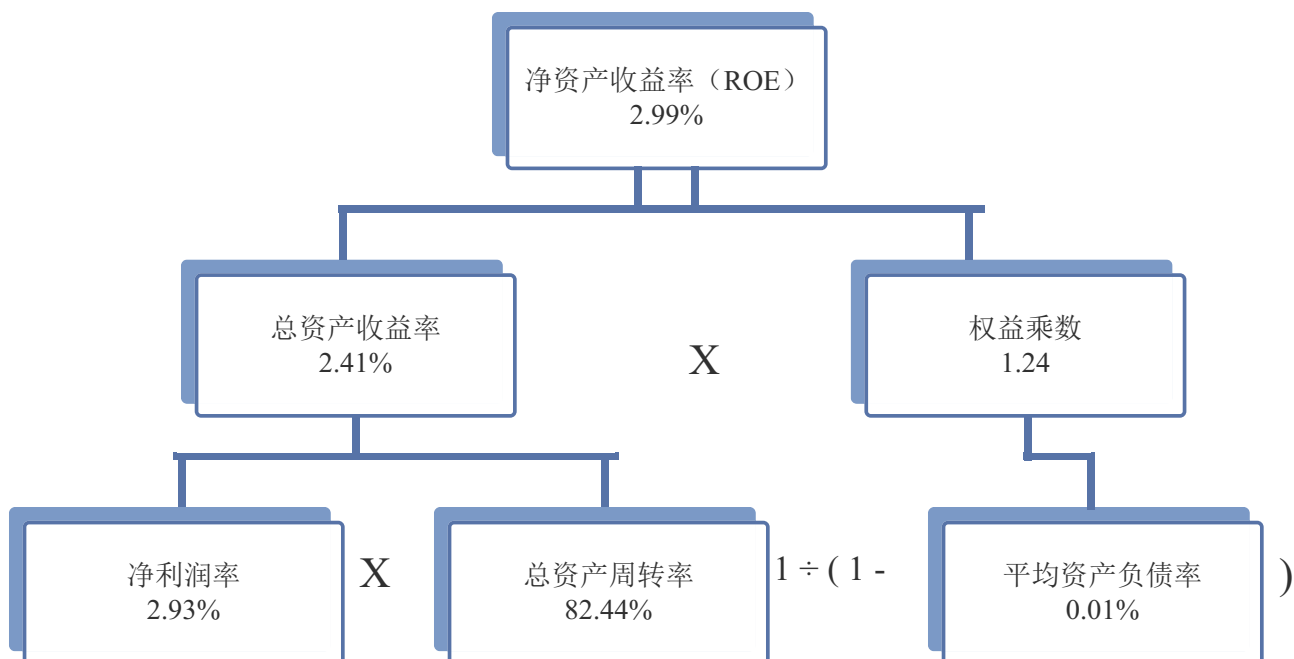 净资产收益率（ROE）
2.99%
总资产收益率
2.41%
X
权益乘数
1.24
净利润率
2.93%
X
总资产周转率
82.44%
1 ÷ ( 1 -
平均资产负债率
0.01%
)